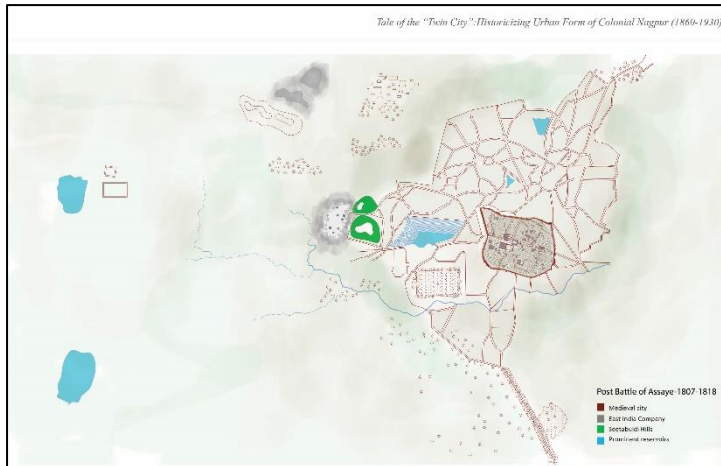 Tale of the "Twin City":Historicizing Urban Form of Colonial Nagpur (1860-1930)
Post Battle of Assaye-1807-1818
Medieval city
East India Company
Seetabuldi Hills
Prominent reservoirs